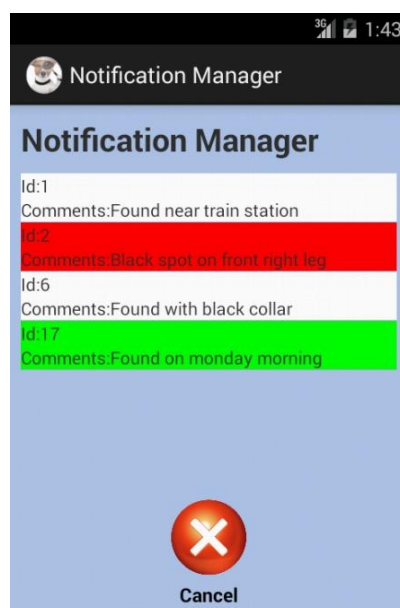 3G 1:43
Notification Manager
Notification Manager
Id:1
Comments:Found near train station
Id:2
Comments:Black spot on front right leg
Id:6
Comments:Found with black collar
Id:17
Comments:Found on monday morning
Cancel